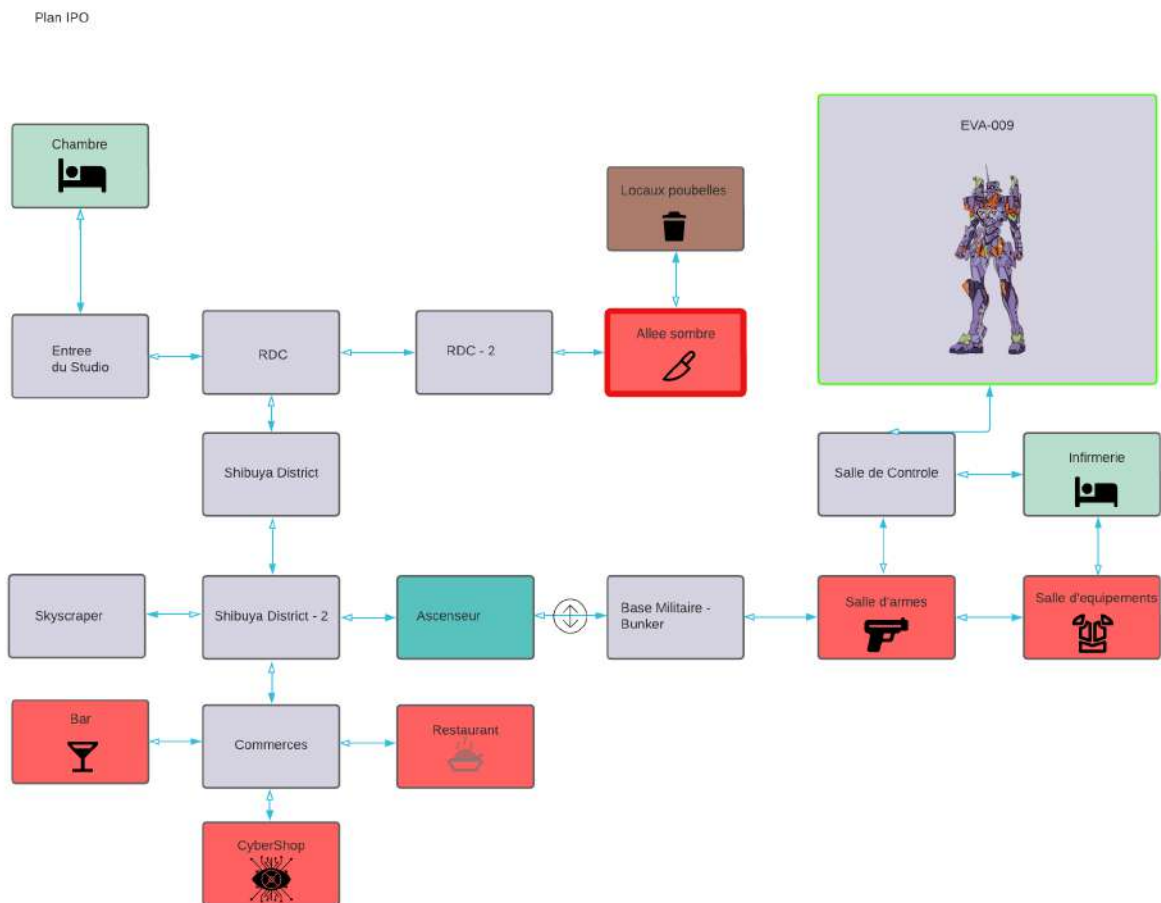 Plan IPO
EVA-009
Chambre
Locaux poubelles
Entree
du Studio
RDC
RDC - 2
Allee sombre
Shibuya District
Salle de Controle
Infirmerie
Skyscraper
Shibuya District - 2
Ascenseur
Base Militaire -
Bunker
Salle d'armes
Salle d'equipements
Bar
Commerces
Restaurant
CyberShop